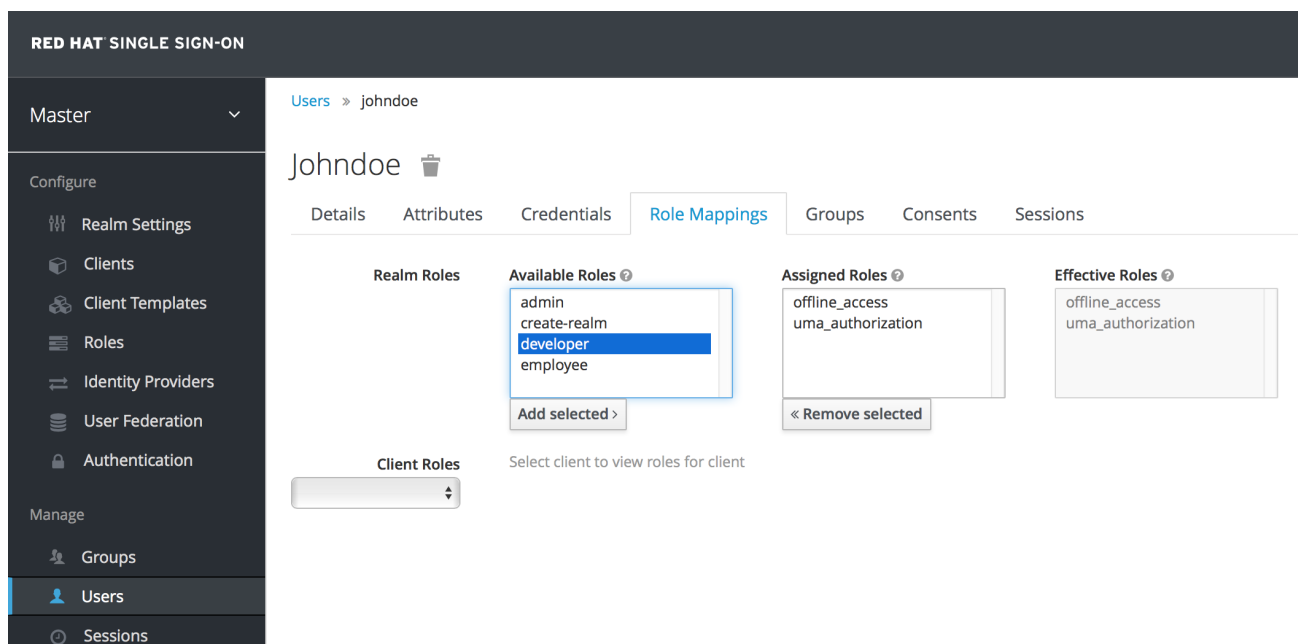 RED HAT SINGLE SIGN-ON
Master
Configure
Realm Settings
Clients
Client Templates
Roles
Identity Providers
User Federation
Authentication
Manage
Groups
Users
Sessions
Users » johndoe
Johndoe
Details Attributes Credentials Role Mappings Groups Consents Sessions
Realm Roles
Available Roles ?
admin
create-realm
developer
employee
Add selected ›
Assigned Roles ?
offline_access
uma_authorization
« Remove selected
Effective Roles ?
offline_access
uma_authorization
Client Roles
Select client to view roles for client